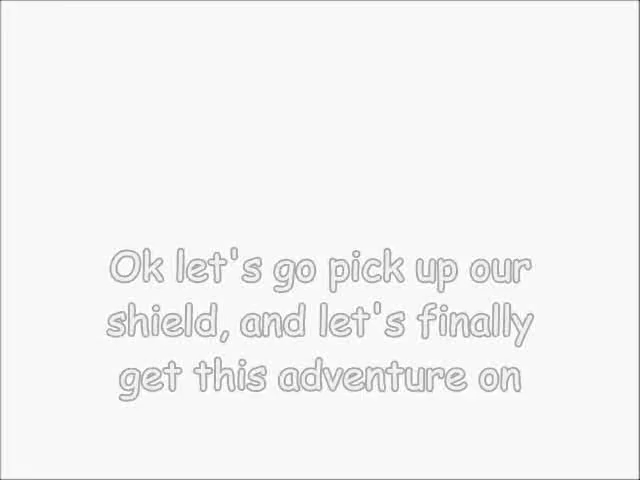 Ok let's go pick up our
shield, and let's finally
get this adventure on